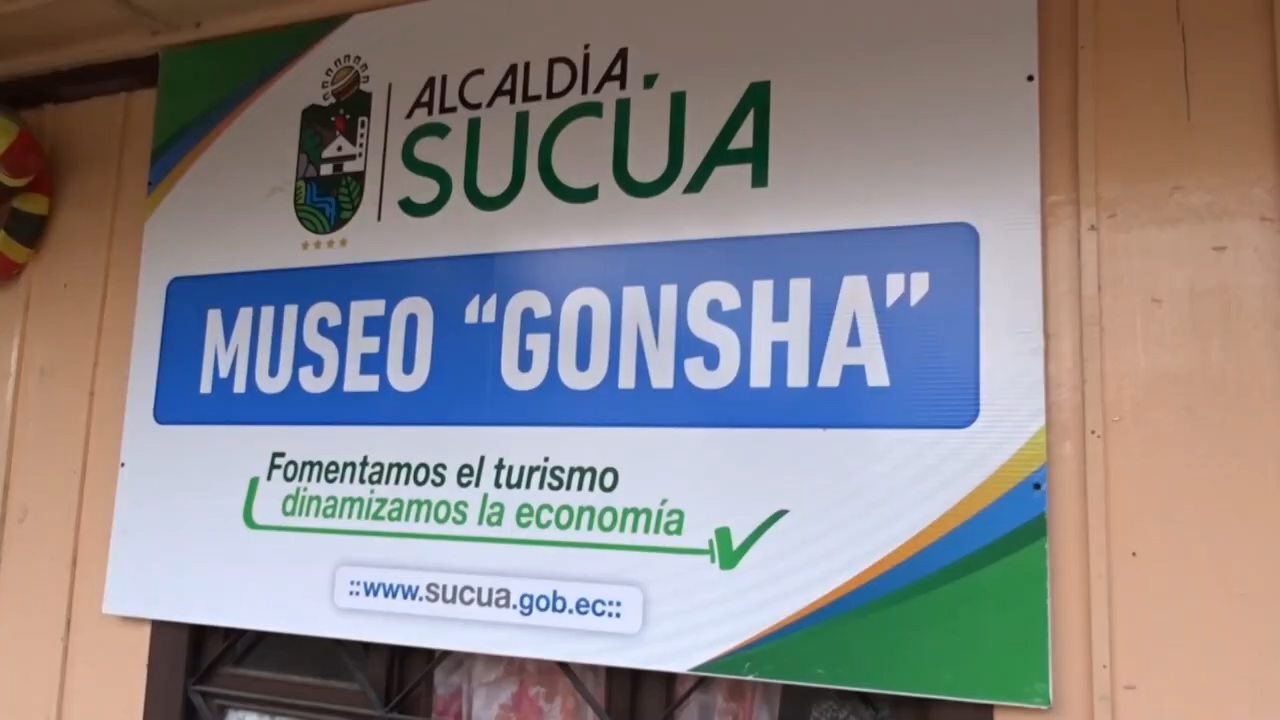 ALCALDÍA
SUCÚA
MUSEO “GONSHA”
Fomentamos el turismo
dinamizamos la economía
::www.sucua.gob.ec::